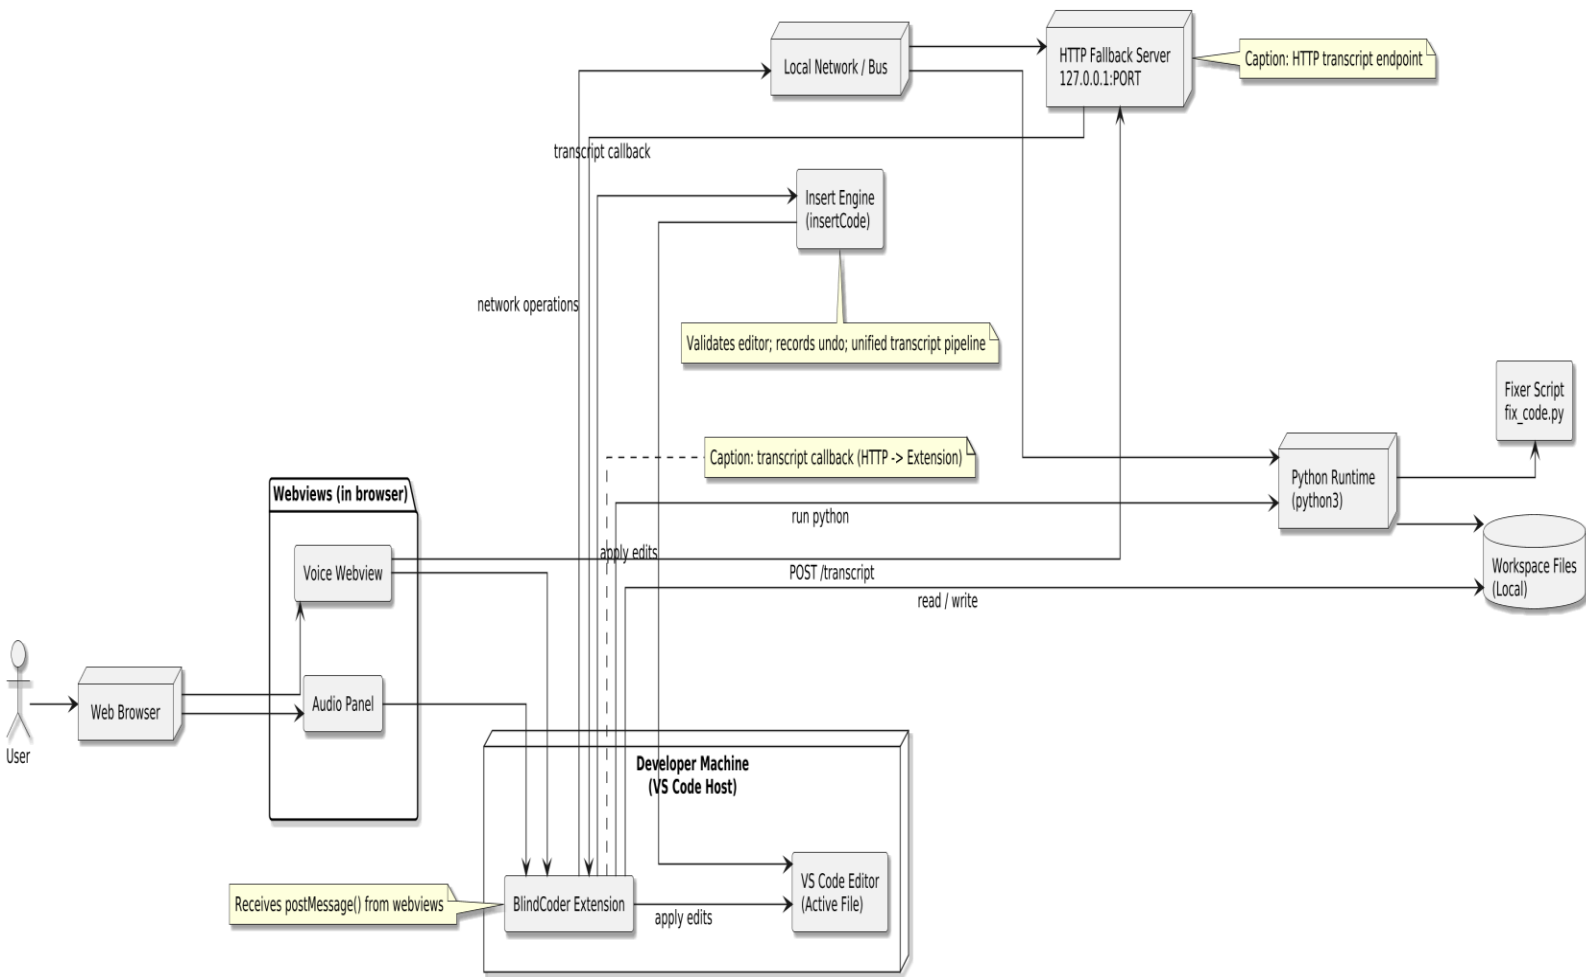 HTTP Fallback Server
127.0.0.1:PORT
Caption: HTTP transcript endpoint
Local Network / Bus
transcript callback
Insert Engine
(insertCode)
network operations
Validates editor; records undo; unified transcript pipeline
Fixer Script
fix_code.py
Caption: transcript callback (HTTP -> Extension)
Python Runtime
(python3)
Webviews (in browser)
run python
apply edits
Voice Webview
POST /transcript
read / write
Workspace Files
(Local)
Audio Panel
Web Browser
User
Developer Machine
(VS Code Host)
VS Code Editor
(Active File)
Receives postMessage() from webviews
BlindCoder Extension
apply edits